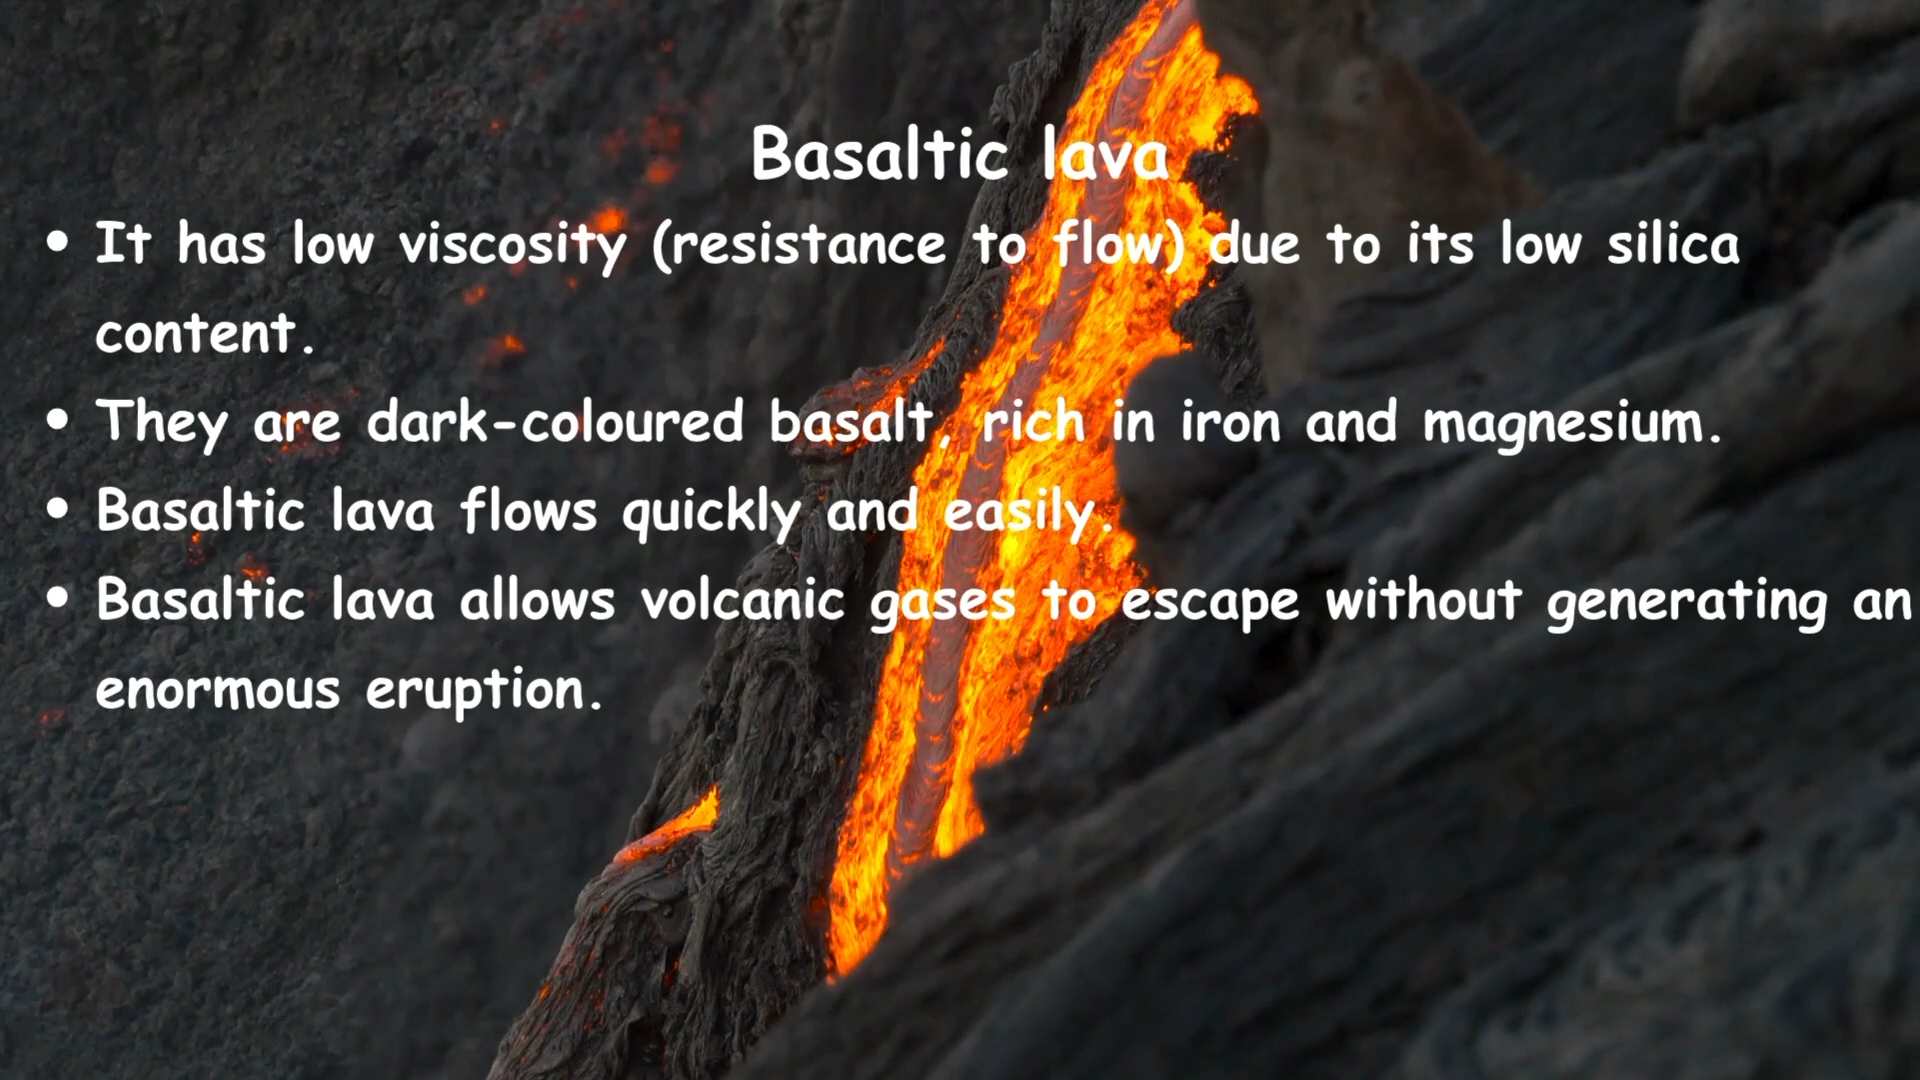 Basaltic lava
• It has low viscosity (resistance to flow) due to its low silica
content.
• They are dark-coloured basalt, rich in iron and magnesium.
• Basaltic lava flows quickly and easily.
• Basaltic lava allows volcanic gases to escape without generating an
enormous eruption.